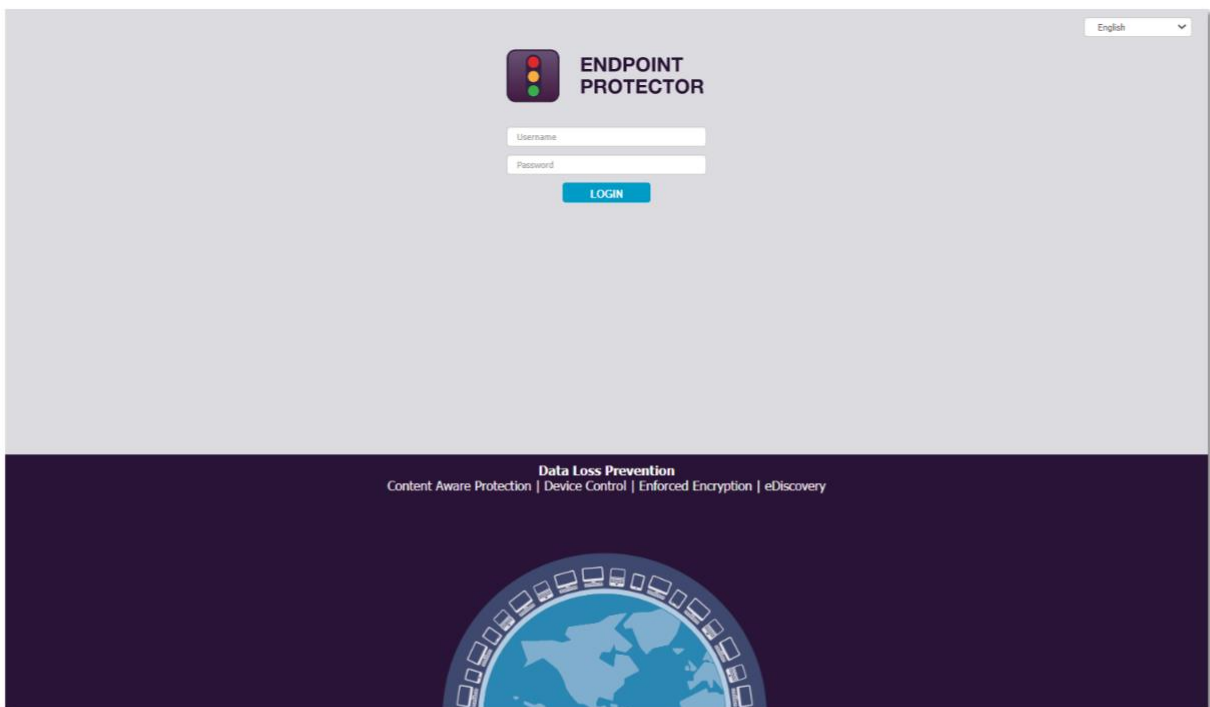 English
ENDPOINT
PROTECTOR
Username
Password
LOGIN
Data Loss Prevention
Content Aware Protection | Device Control | Enforced Encryption | eDiscovery